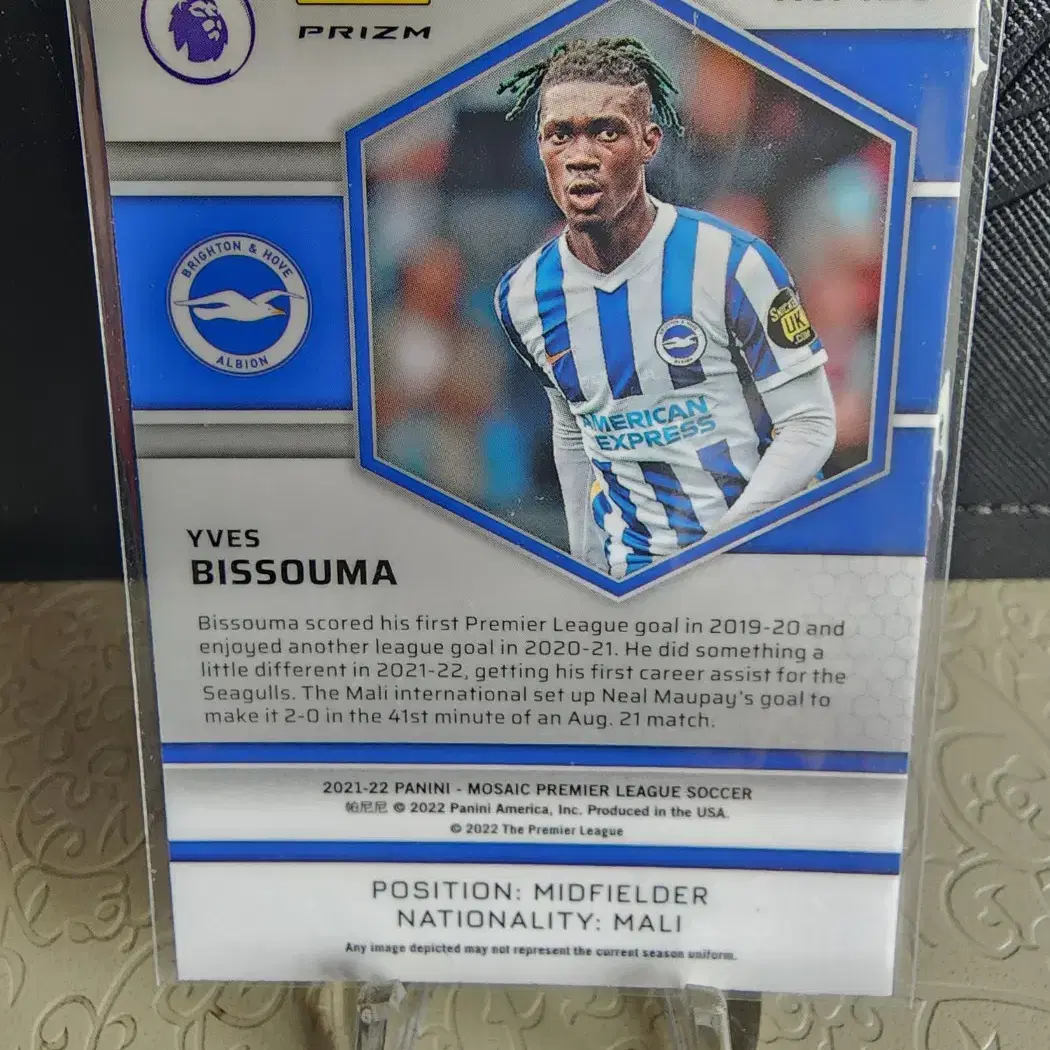 PRIZM
BRIGHTON & HOVE
ALBION
SNICKERS
UK
.COM
AMERICAN
EXPRESS
YVES
BISSOUMA
Bissouma scored his first Premier League goal in 2019-20 and
enjoyed another league goal in 2020-21. He did something a
little different in 2021-22, getting his first career assist for the
Seagulls. The Mali international set up Neal Maupay's goal to
make it 2-0 in the 41st minute of an Aug. 21 match.
2021-22 PANINI - MOSAIC PREMIER LEAGUE SOCCER
帕尼尼 © 2022 Panini America, Inc. Produced in the USA.
© 2022 The Premier League
POSITION: MIDFIELDER
NATIONALITY: MALI
Any image depicted may not represent the current season uniform.